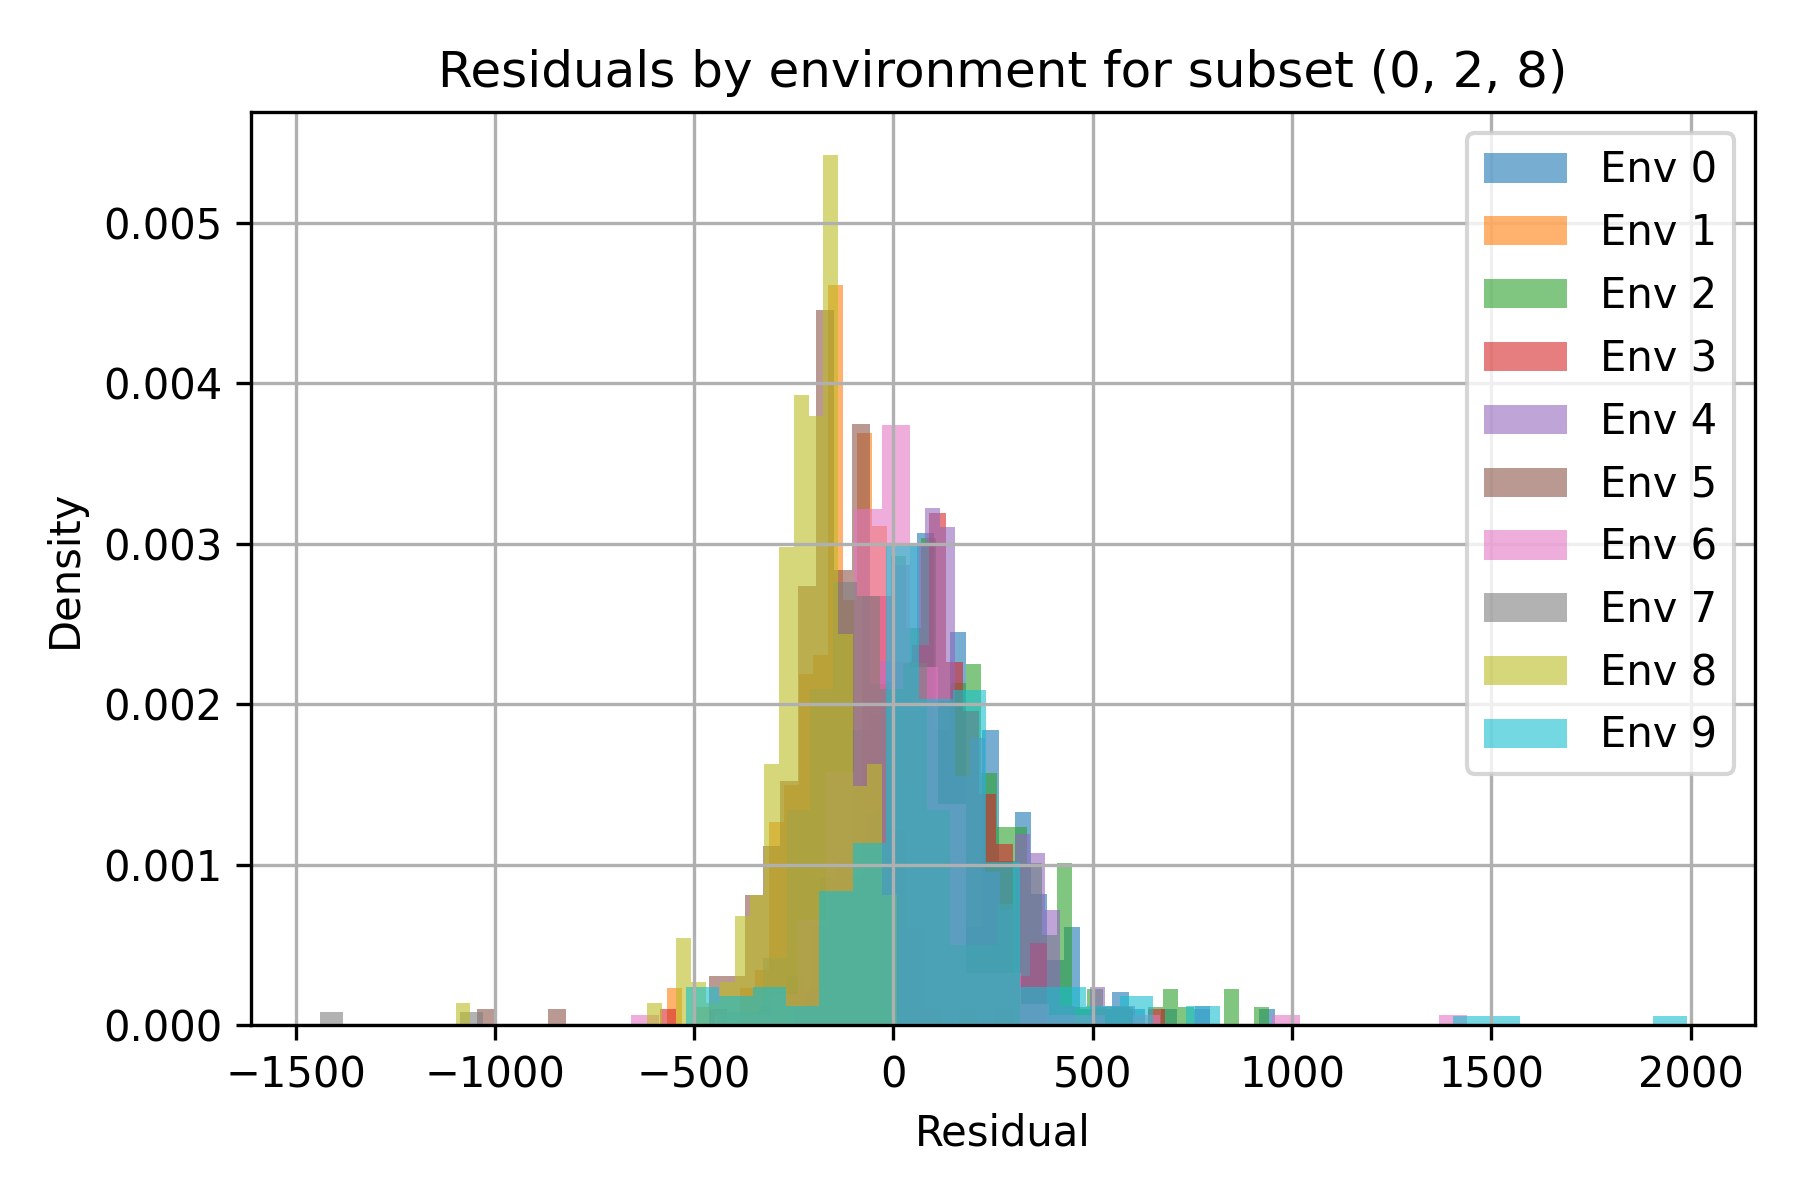 Residuals by environment for subset (0, 2, 8)
Density
0.005
0.004
0.003
0.002
0.001
0.000
−1500
−1000
−500
0
500
1000
1500
2000
Residual
Env 0
Env 1
Env 2
Env 3
Env 4
Env 5
Env 6
Env 7
Env 8
Env 9